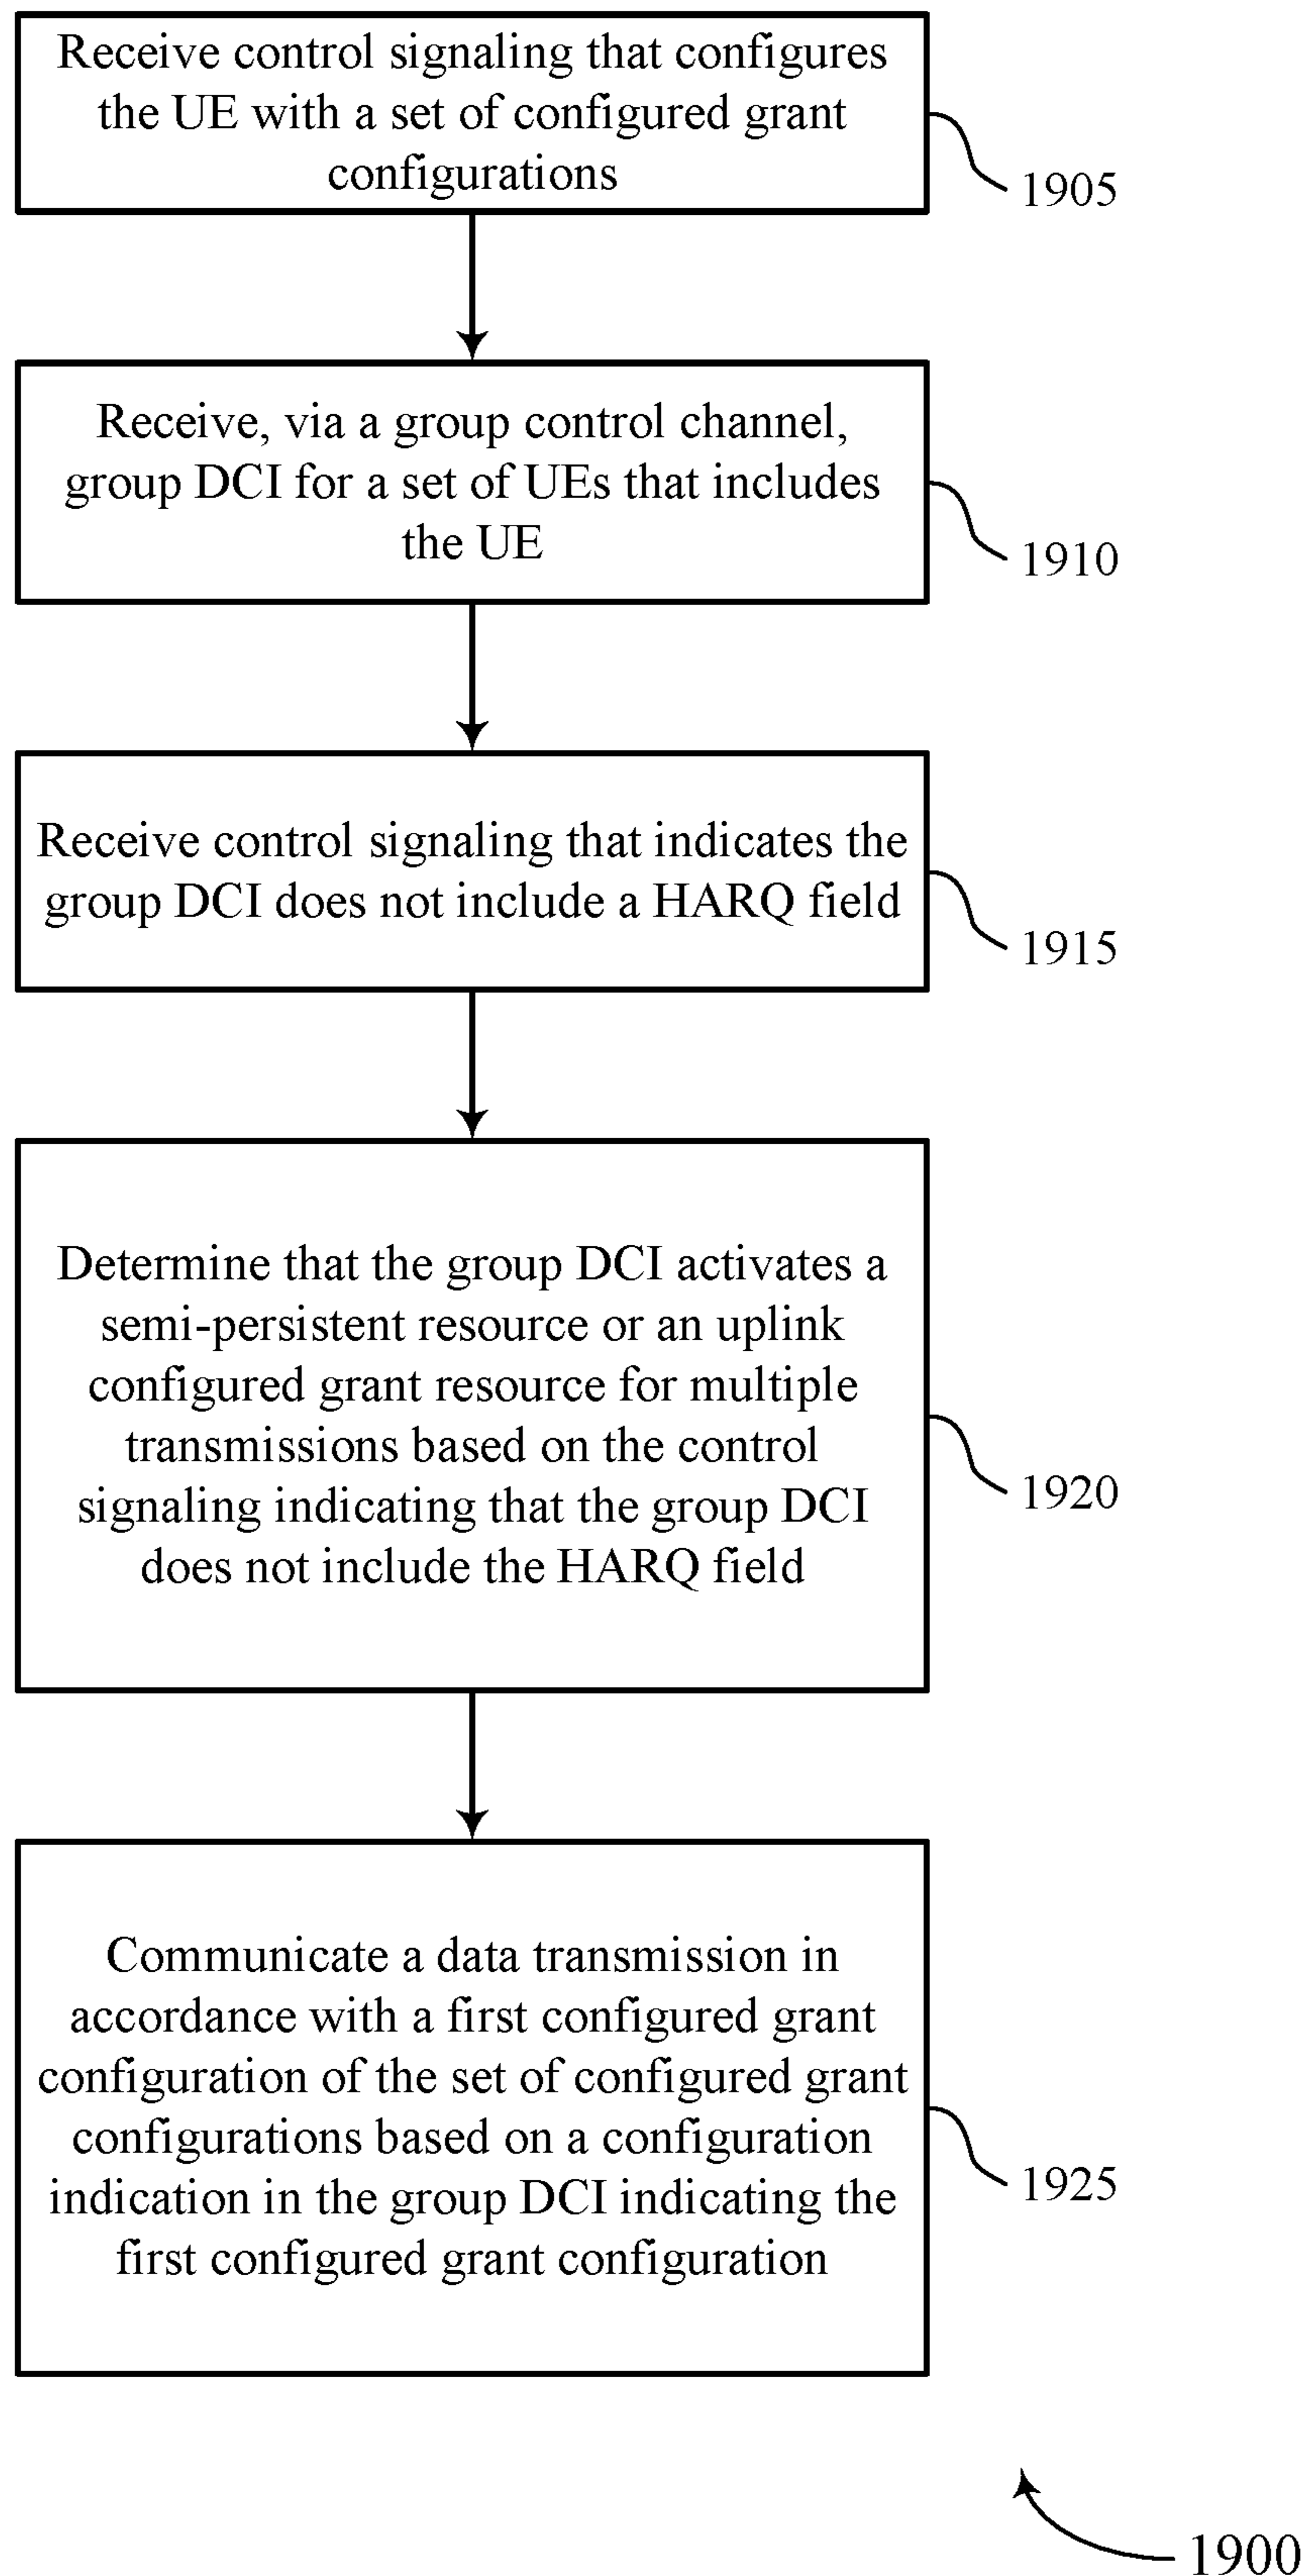 Receive control signaling that configures
the UE with a set of configured grant
configurations
1905
Receive, via a group control channel,
group DCI for a set of UEs that includes
the UE
1910
Receive control signaling that indicates the
group DCI does not include a HARQ field
1915
Determine that the group DCI activates a
semi-persistent resource or an uplink
configured grant resource for multiple
transmissions based on the control
signaling indicating that the group DCI
does not include the HARQ field
1920
Communicate a data transmission in
accordance with a first configured grant
configuration of the set of configured grant
configurations based on a configuration
indication in the group DCI indicating the
first configured grant configuration
1925
1900